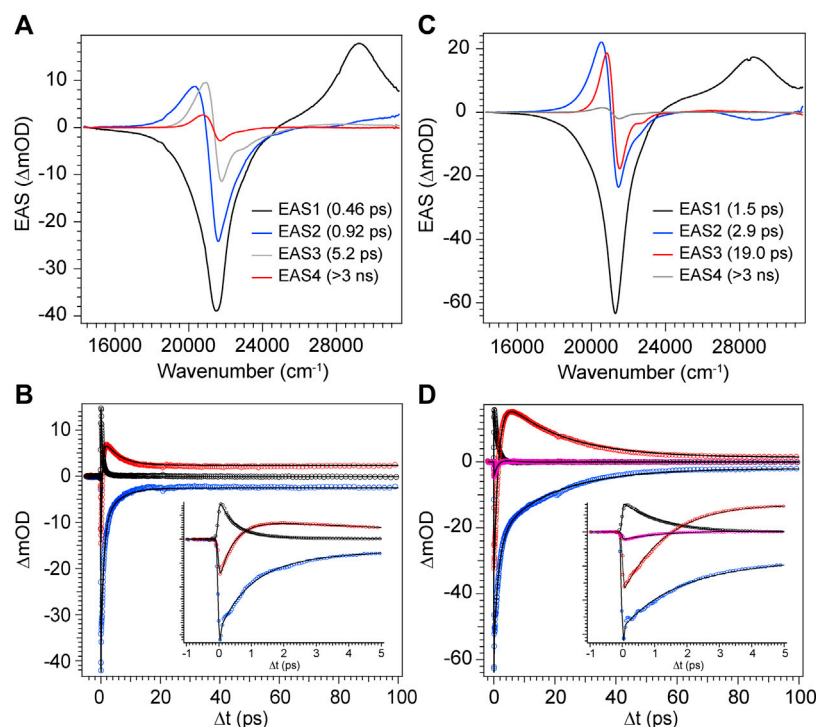 A
EAS (ΔmOD)
10
0
-10
-20
-30
-40
EAS1 (0.46 ps)
EAS2 (0.92 ps)
EAS3 (5.2 ps)
EAS4 (>3 ns)
16000 20000 24000 28000
Wavenumber (cm⁻¹)
C
EAS (ΔmOD)
20
0
-20
-40
-60
EAS1 (1.5 ps)
EAS2 (2.9 ps)
EAS3 (19.0 ps)
EAS4 (>3 ns)
16000 20000 24000 28000
Wavenumber (cm⁻¹)
B
ΔmOD
10
0
-10
-20
-30
-40
-1 0 1 2 3 4 5
Δt (ps)
0 20 40 60 80 100
Δt (ps)
D
ΔmOD
0
-20
-40
-60
-1 0 1 2 3 4 5
Δt (ps)
0 20 40 60 80 100
Δt (ps)